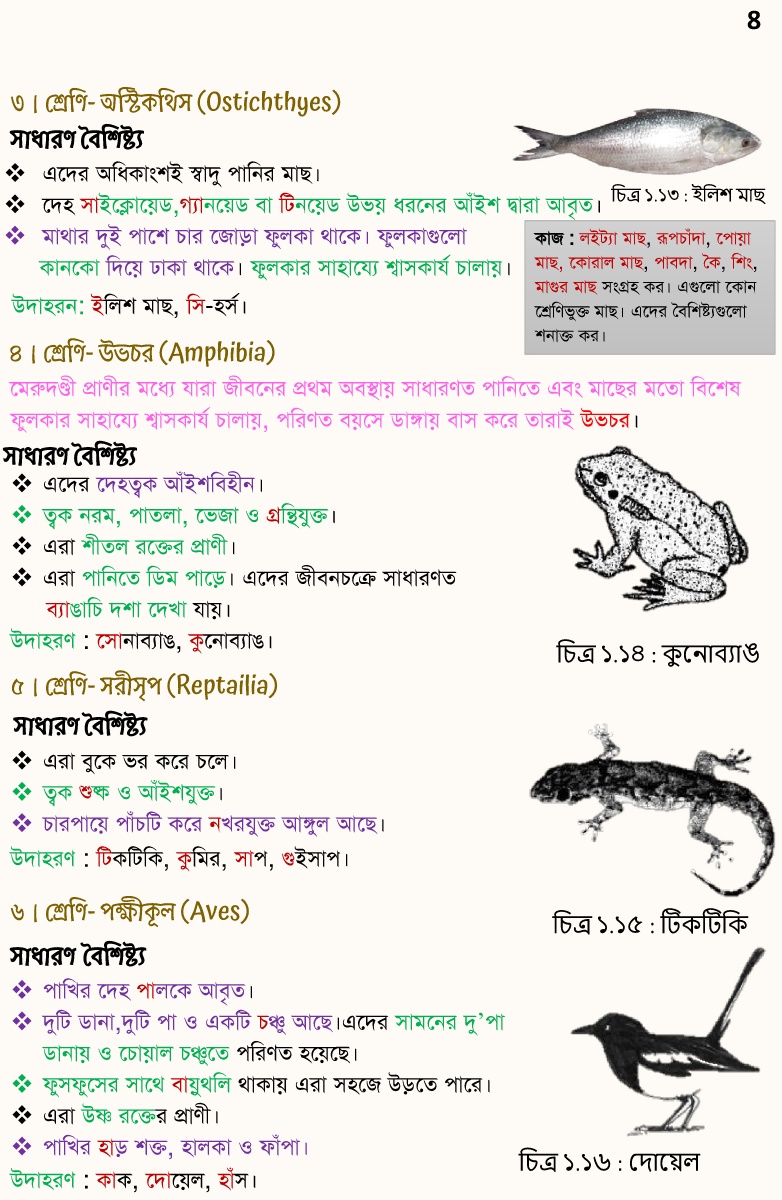 8
৩। শ্রেণি- অস্টিকথিস (Ostichthyes)
সাধারণ বৈশিষ্ট্য
❖ এদের অধিকাংশই স্বাদু পানির মাছ।
❖ দেহ সাইক্লোয়েড,গ্যানয়েড বা টিনয়েড উভয় ধরনের আঁইশ দ্বারা আবৃত।
❖ মাথার দুই পাশে চার জোড়া ফুলকা থাকে। ফুলকাগুলো
কানকো দিয়ে ঢাকা থাকে। ফুলকার সাহায্যে শ্বাসকার্য চালায়।
উদাহরন: ইলিশ মাছ, সি-হর্স।
চিত্র ১.১৩ : ইলিশ মাছ
কাজ : লইট্যা মাছ, রূপচাঁদা, পোয়া
মাছ, কোরাল মাছ, পাবদা, কৈ, শিং,
মাগুর মাছ সংগ্রহ কর। এগুলো কোন
শ্রেণিভুক্ত মাছ। এদের বৈশিষ্ট্যগুলো
শনাক্ত কর।
৪। শ্রেণি- উভচর (Amphibia)
মেরুদণ্ডী প্রাণীর মধ্যে যারা জীবনের প্রথম অবস্থায় সাধারণত পানিতে এবং মাছের মতো বিশেষ
ফুলকার সাহায্যে শ্বাসকার্য চালায়, পরিণত বয়সে ডাঙ্গায় বাস করে তারাই উভচর।
সাধারণ বৈশিষ্ট্য
❖ এদের দেহত্বক আঁইশবিহীন।
❖ ত্বক নরম, পাতলা, ভেজা ও গ্রন্থিযুক্ত।
❖ এরা শীতল রক্তের প্রাণী।
❖ এরা পানিতে ডিম পাড়ে। এদের জীবনচক্রে সাধারণত
ব্যাঙাচি দশা দেখা যায়।
উদাহরণ : সোনাব্যাঙ, কুনোব্যাঙ।
চিত্র ১.১৪ : কুনোব্যাঙ
৫। শ্রেণি- সরীসৃপ (Reptailia)
সাধারণ বৈশিষ্ট্য
❖ এরা বুকে ভর করে চলে।
❖ ত্বক শুষ্ক ও আঁইশযুক্ত।
❖ চারপায়ে পাঁচটি করে নখরযুক্ত আঙ্গুল আছে।
উদাহরণ : টিকটিকি, কুমির, সাপ, গুইসাপ।
চিত্র ১.১৫ : টিকটিকি
৬। শ্রেণি- পক্ষীকূল (Aves)
সাধারণ বৈশিষ্ট্য
❖ পাখির দেহ পালকে আবৃত।
❖ দুটি ডানা,দুটি পা ও একটি চঞ্চু আছে।এদের সামনের দু’পা
ডানায় ও চোয়াল চঞ্চুতে পরিণত হয়েছে।
❖ ফুসফুসের সাথে বায়ুথলি থাকায় এরা সহজে উড়তে পারে।
❖ এরা উষ্ণ রক্তের প্রাণী।
❖ পাখির হাড় শক্ত, হালকা ও ফাঁপা।
উদাহরণ : কাক, দোয়েল, হাঁস।
চিত্র ১.১৬ : দোয়েল